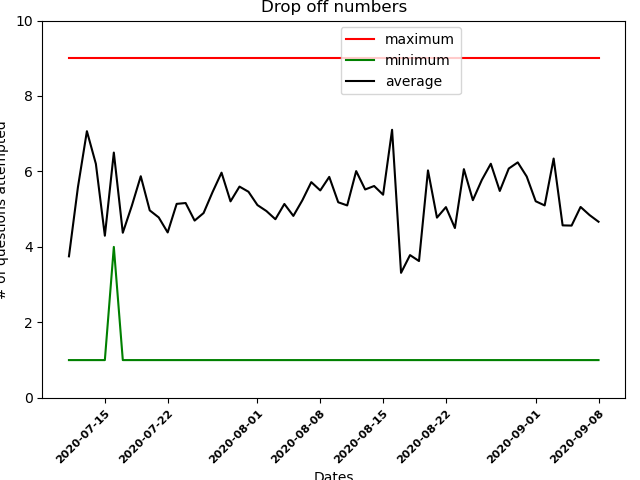 Drop off numbers
maximum
minimum
average
# of questions attempted
10
8
6
4
2
0
2020-07-15
2020-07-22
2020-08-01
2020-08-08
2020-08-15
2020-08-22
2020-09-01
2020-09-08
Dates